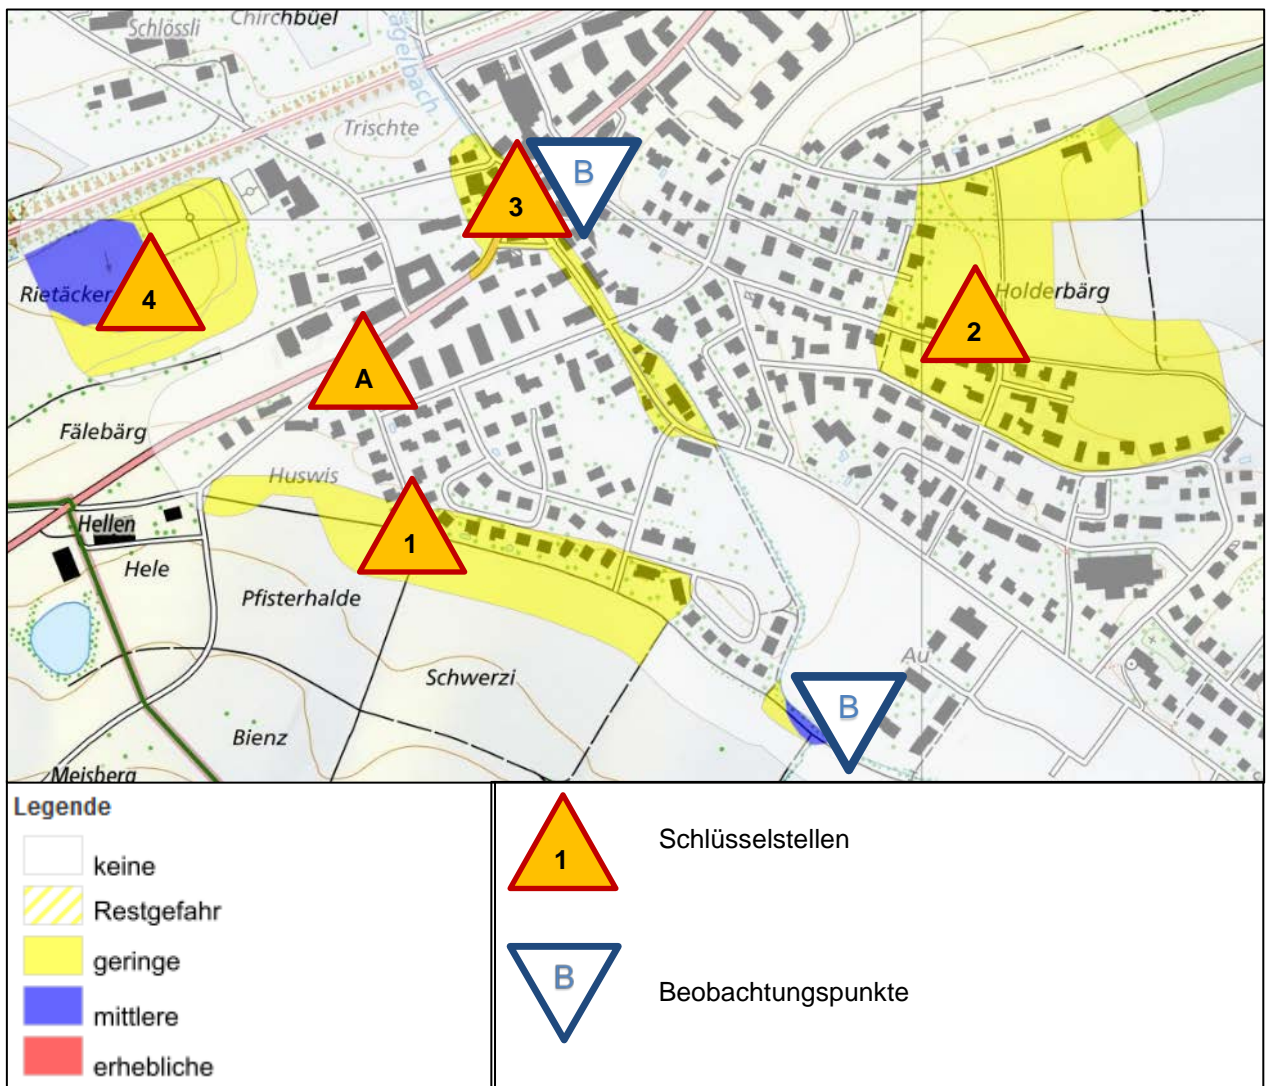 Schlössli
Chirchbüel
Trischte
3
B
Rietäcker
4
Holderbärg
2
A
Fälebärg
Huswis
Hellen
1
Hele
Pfisterhalde
Schwerzi
Au
B
Bienz
Meisberg
Legende
keine
Restgefahr
geringe
mittlere
erhebliche
1
Schlüsselstellen
B
Beobachtungspunkte